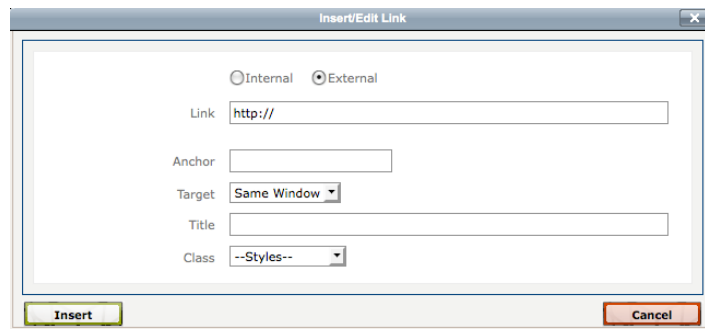 Insert/Edit Link
Internal External
Link http://
Anchor
Target Same Window
Title
Class --Styles--
Insert Cancel